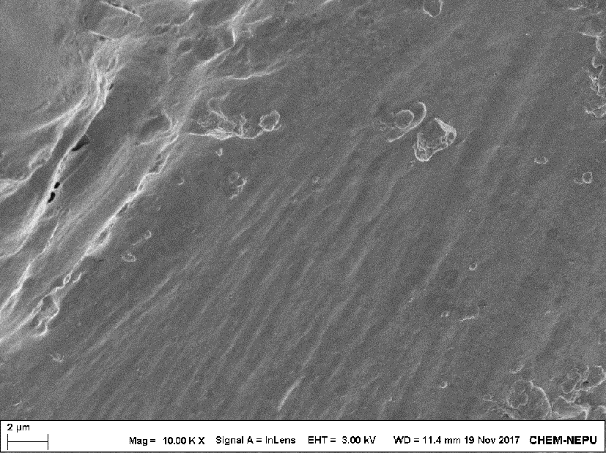 2 µm
Mag = 10.00 K X Signal A = InLens EHT = 3.00 kV WD = 11.4 mm 19 Nov 2017 CHEM-NEPU